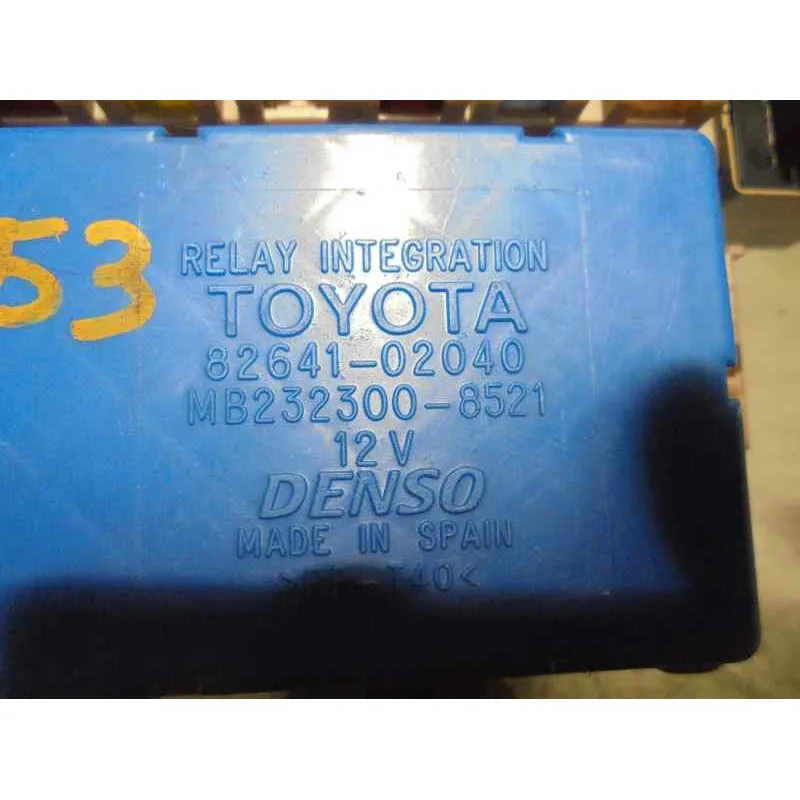 53
RELAY INTEGRATION
TOYOTA
82641-02040
MB232300-8521
12V
DENSO
MADE IN SPAIN